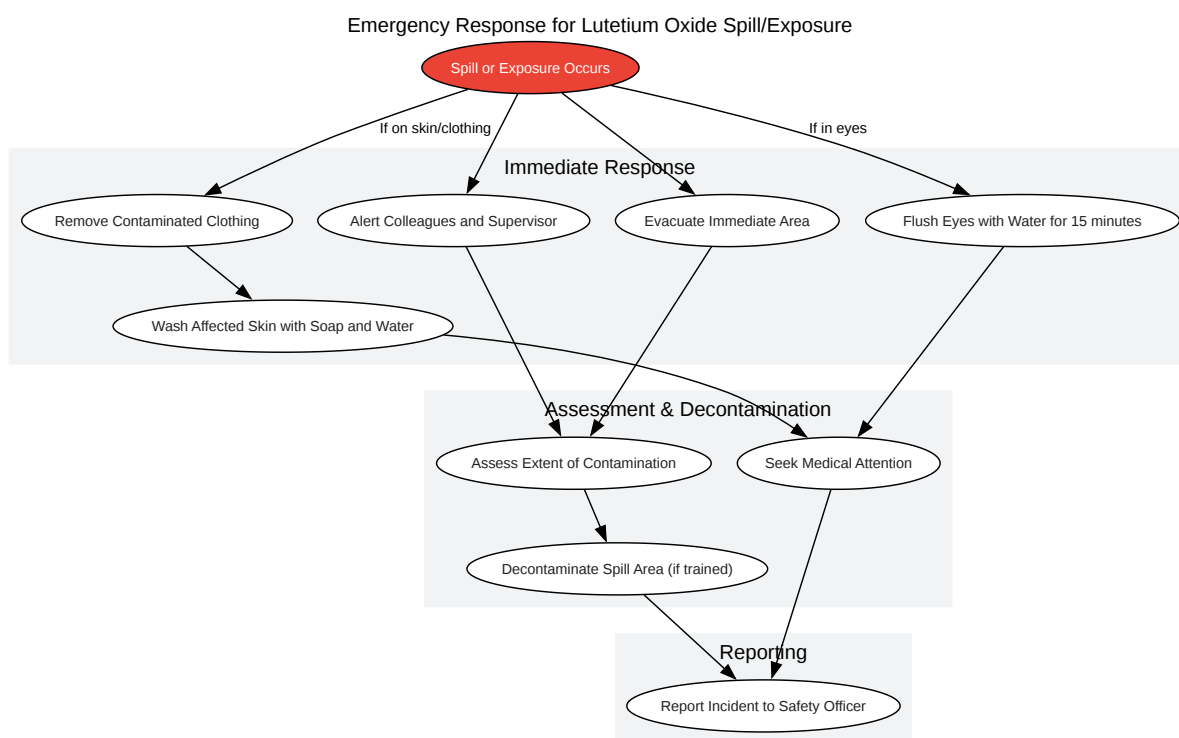 Emergency Response for Lutetium Oxide Spill/Exposure
Spill or Exposure Occurs
If on skin/clothing
If in eyes
Immediate Response
Remove Contaminated Clothing
Alert Colleagues and Supervisor
Evacuate Immediate Area
Flush Eyes with Water for 15 minutes
Wash Affected Skin with Soap and Water
Assessment & Decontamination
Assess Extent of Contamination
Seek Medical Attention
Decontaminate Spill Area (if trained)
Reporting
Report Incident to Safety Officer